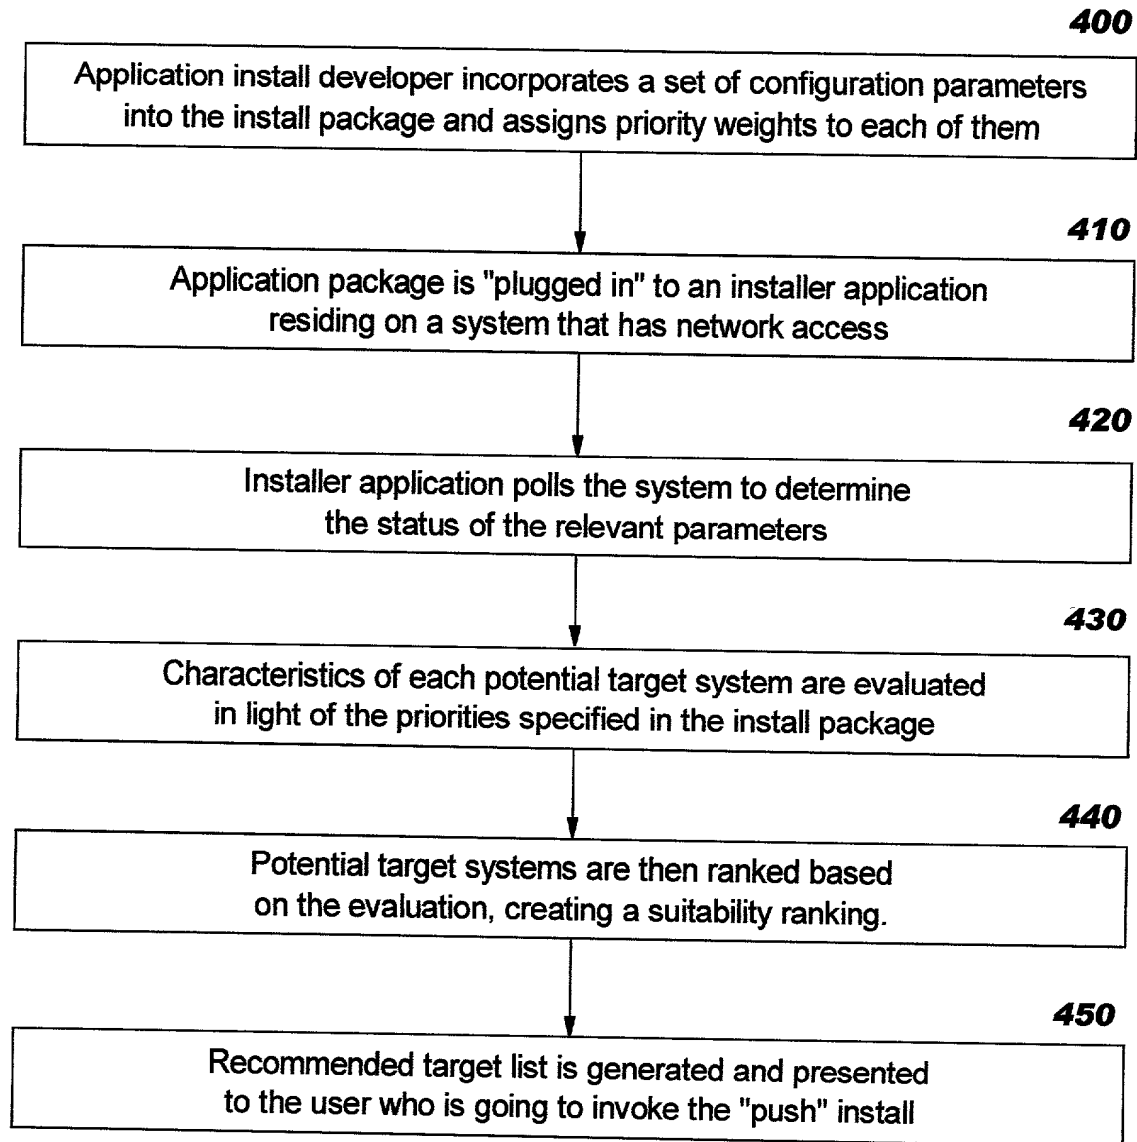 400
Application install developer incorporates a set of configuration parameters
into the install package and assigns priority weights to each of them
410
Application package is "plugged in" to an installer application
residing on a system that has network access
420
Installer application polls the system to determine
the status of the relevant parameters
430
Characteristics of each potential target system are evaluated
in light of the priorities specified in the install package
440
Potential target systems are then ranked based
on the evaluation, creating a suitability ranking.
450
Recommended target list is generated and presented
to the user who is going to invoke the "push" install